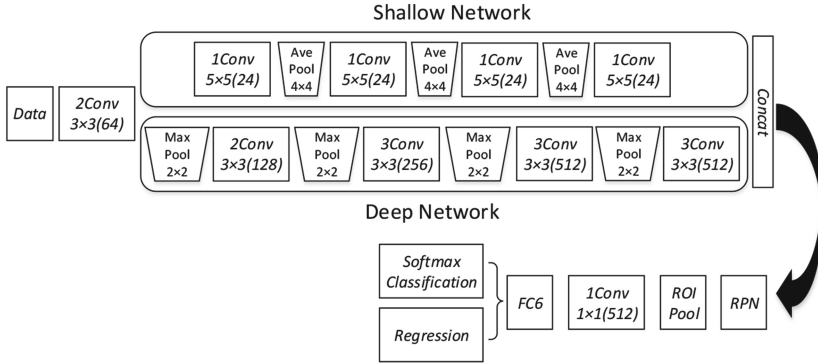 Shallow Network
Data
2Conv
3×3(64)
1Conv
5×5(24)
Ave
Pool
4×4
1Conv
5×5(24)
Ave
Pool
4×4
1Conv
5×5(24)
Ave
Pool
4×4
1Conv
5×5(24)
Max
Pool
2×2
2Conv
3×3(128)
Max
Pool
2×2
3Conv
3×3(256)
Max
Pool
2×2
3Conv
3×3(512)
Max
Pool
2×2
3Conv
3×3(512)
Concat
Deep Network
Softmax
Classification
Regression
FC6
1Conv
1×1(512)
ROI
Pool
RPN